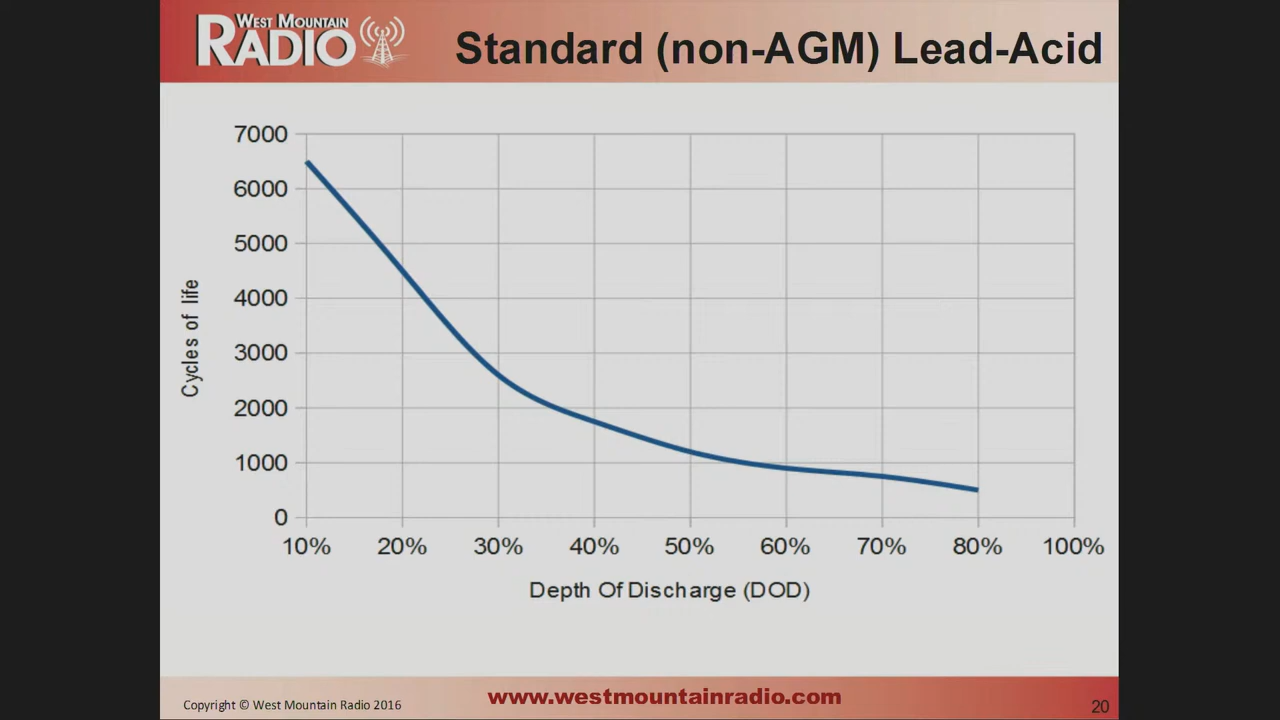 WEST MOUNTAIN
RADIO
Standard (non-AGM) Lead-Acid
7000
6000
5000
4000
3000
2000
1000
0
Cycles of life
10% 20% 30% 40% 50% 60% 70% 80% 100%
Depth Of Discharge (DOD)
Copyright © West Mountain Radio 2016
www.westmountainradio.com
20